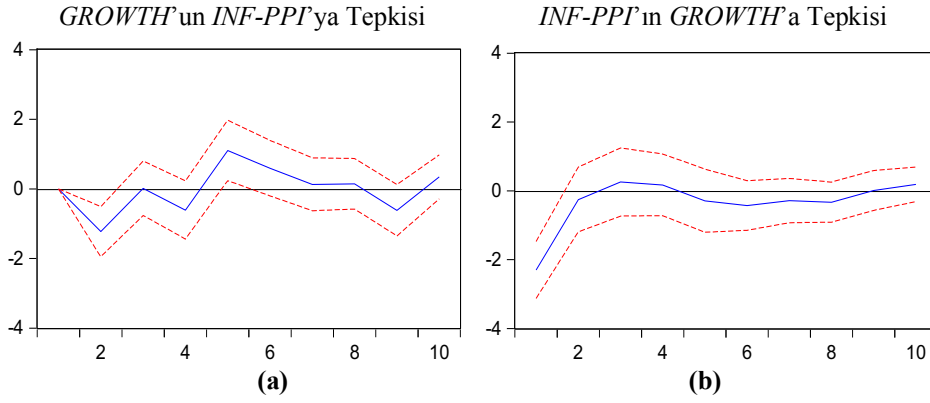 GROWTH’un INF-PPI’ya Tepkisi
4
2
0
-2
-4
2 4 6 8 10
(a)
INF-PPI’ın GROWTH’a Tepkisi
4
2
0
-2
-4
2 4 6 8 10
(b)